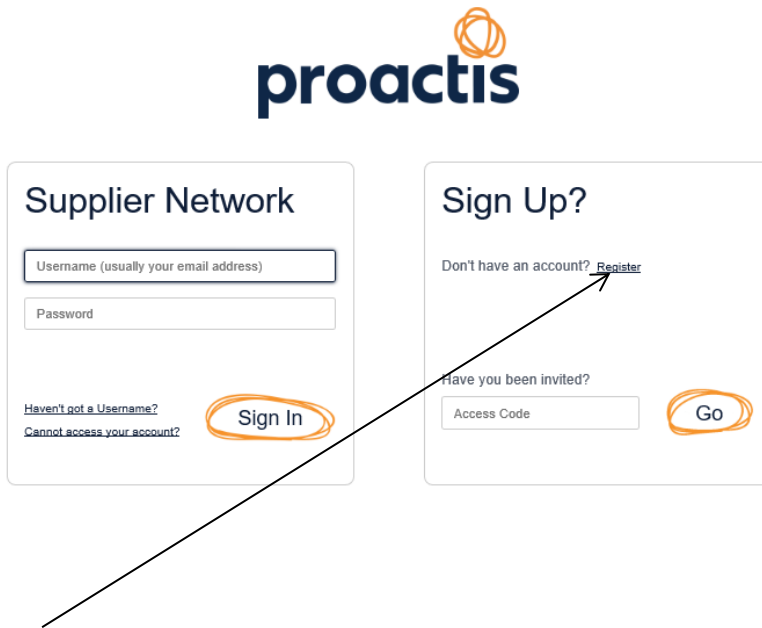 proactis
Supplier Network
Username (usually your email address)
Password
Haven't got a Username?
Cannot access your account?
Sign In
Sign Up?
Don't have an account? Register
Have you been invited?
Access Code
Go